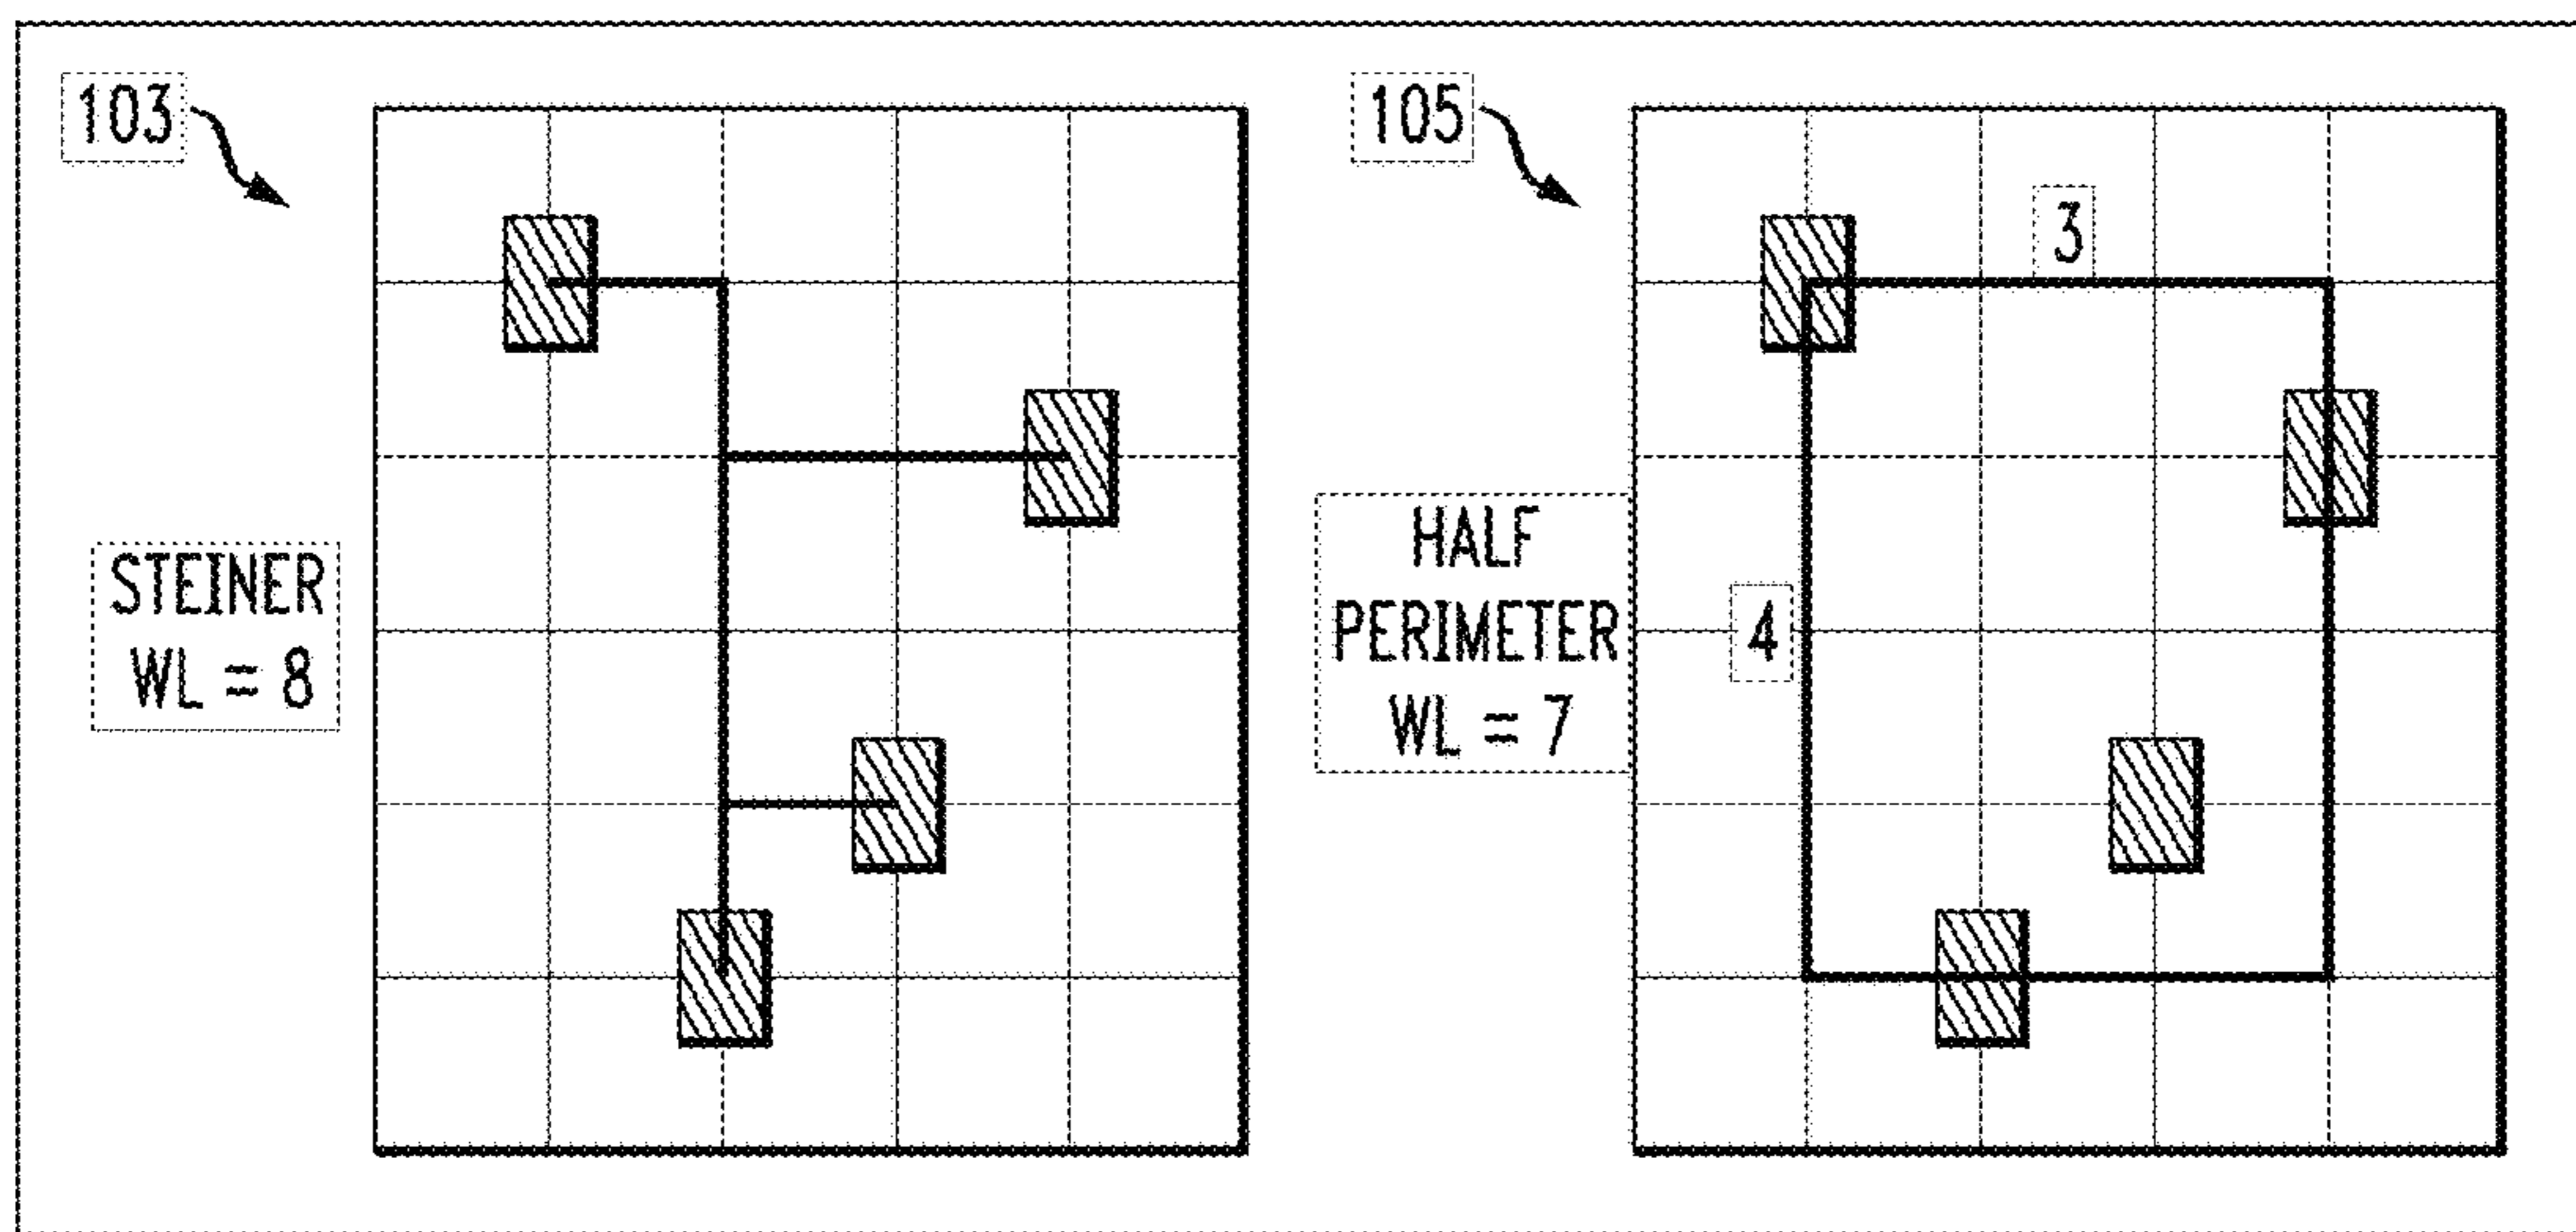 103
STEINER
WL = 8
105
3
HALF
PERIMETER
WL = 7
4